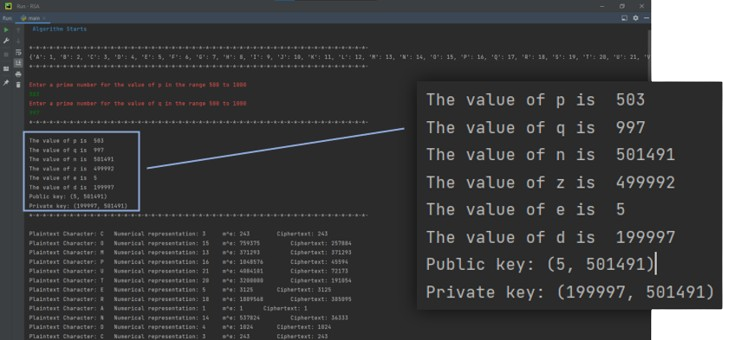 Run - RSA
Run: main
Algorithm Starts
{'A': 1, 'B': 2, 'C': 3, 'D': 4, 'E': 5, 'F': 6, 'G': 7, 'H': 8, 'I': 9, 'J': 10, 'K': 11, 'L': 12, 'M': 13, 'N': 14, 'O': 15, 'P': 16, 'Q': 17, 'R': 18, 'S': 19, 'T': 20, 'U': 21,
Enter a prime number for the value of p in the range 500 to 1000
503
Enter a prime number for the value of q in the range 500 to 1000
997
The value of p is 503
The value of q is 997
The value of n is 501491
The value of z is 499992
The value of e is 5
The value of d is 199997
Public key: (5, 501491)
Private key: (199997, 501491)
The value of p is 503
The value of q is 997
The value of n is 501491
The value of z is 499992
The value of e is 5
The value of d is 199997
Public key: (5, 501491)
Private key: (199997, 501491)
Plaintext Character: C Numerical representation: 3 m^e: 243 Ciphertext: 243
Plaintext Character: O Numerical representation: 15 m^e: 759375 Ciphertext: 257884
Plaintext Character: M Numerical representation: 13 m^e: 371293 Ciphertext: 371293
Plaintext Character: P Numerical representation: 16 m^e: 1048576 Ciphertext: 45594
Plaintext Character: U Numerical representation: 21 m^e: 4084101 Ciphertext: 72173
Plaintext Character: T Numerical representation: 20 m^e: 3200000 Ciphertext: 191054
Plaintext Character: E Numerical representation: 5 m^e: 3125 Ciphertext: 3125
Plaintext Character: R Numerical representation: 18 m^e: 1889568 Ciphertext: 385095
Plaintext Character: A Numerical representation: 1 m^e: 1 Ciphertext: 1
Plaintext Character: N Numerical representation: 14 m^e: 537824 Ciphertext: 36333
Plaintext Character: D Numerical representation: 4 m^e: 1024 Ciphertext: 1024
Plaintext Character: C Numerical representation: 3 m^e: 243 Ciphertext: 243